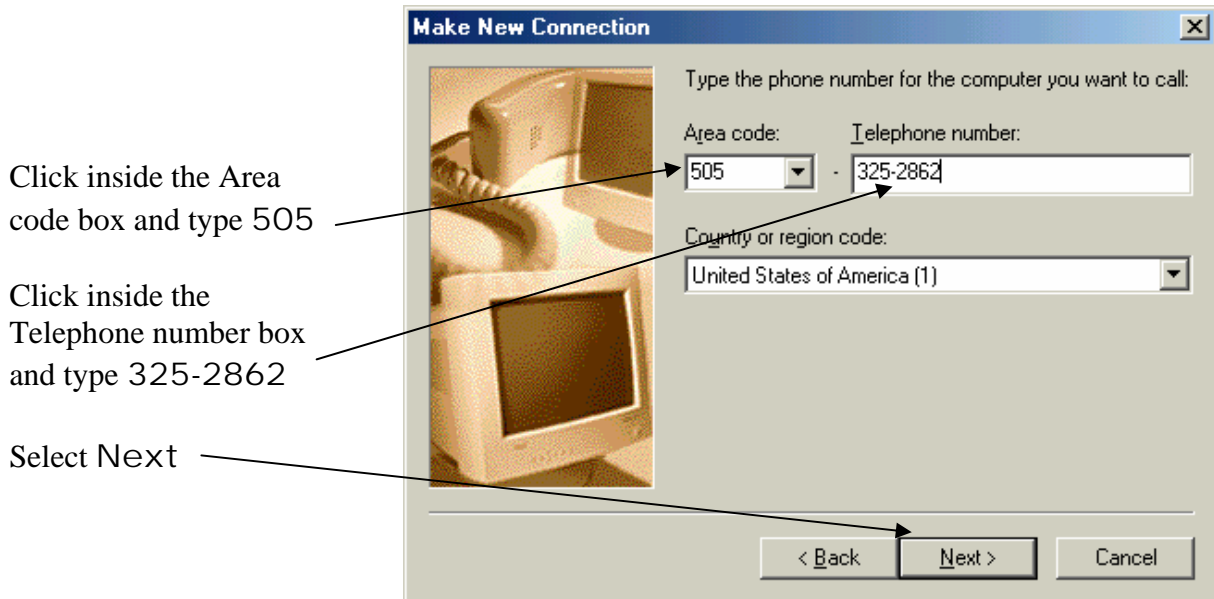 Make New Connection
Type the phone number for the computer you want to call:
Area code:
Telephone number:
505
-
325-2862
Country or region code:
United States of America (1)
< Back
Next >
Cancel
Click inside the Area
code box and type 505
Click inside the
Telephone number box
and type 325-2862
Select Next